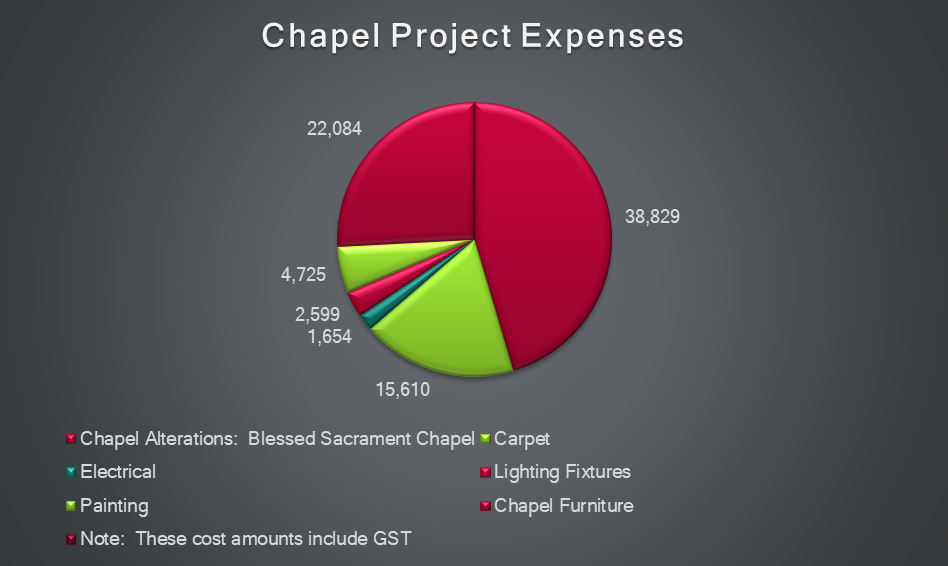 Chapel Project Expenses
22,084
38,829
4,725
2,599
1,654
15,610
Chapel Alterations:  Blessed Sacrament Chapel
Carpet
Electrical
Lighting Fixtures
Painting
Chapel Furniture
Note:  These cost amounts include GST